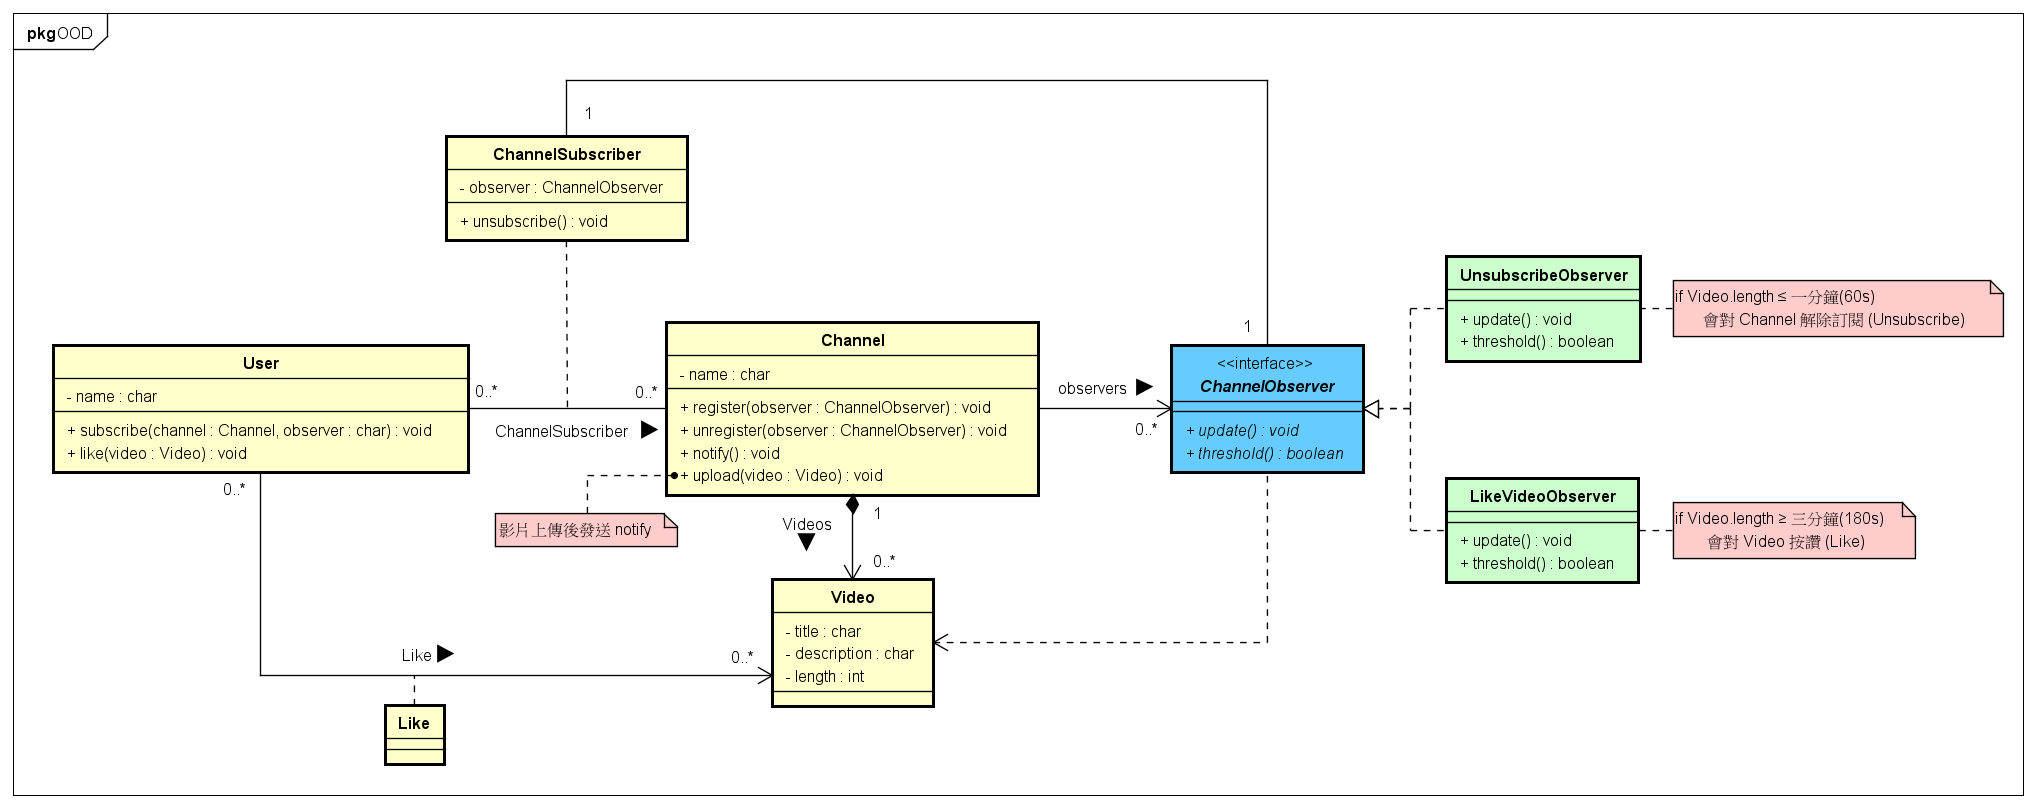 pkg OOD
1
ChannelSubscriber
- observer : ChannelObserver
+ unsubscribe() : void
User
- name : char
+ subscribe(channel : Channel, observer : char) : void
+ like(video : Video) : void
0..*
0..*
ChannelSubscriber
Channel
- name : char
+ register(observer : ChannelObserver) : void
+ unregister(observer : ChannelObserver) : void
+ notify() : void
+ upload(video : Video) : void
影片上傳後發送 notify
observers
0..*
1
<<interface>>
ChannelObserver
+ update() : void
+ threshold() : boolean
UnsubscribeObserver
+ update() : void
+ threshold() : boolean
if Video.length ≤ 一分鐘(60s)
會對 Channel 解除訂閱 (Unsubscribe)
LikeVideoObserver
+ update() : void
+ threshold() : boolean
if Video.length ≥ 三分鐘(180s)
會對 Video 按讚 (Like)
Videos
1
0..*
Video
- title : char
- description : char
- length : int
0..*
Like
0..*
Like